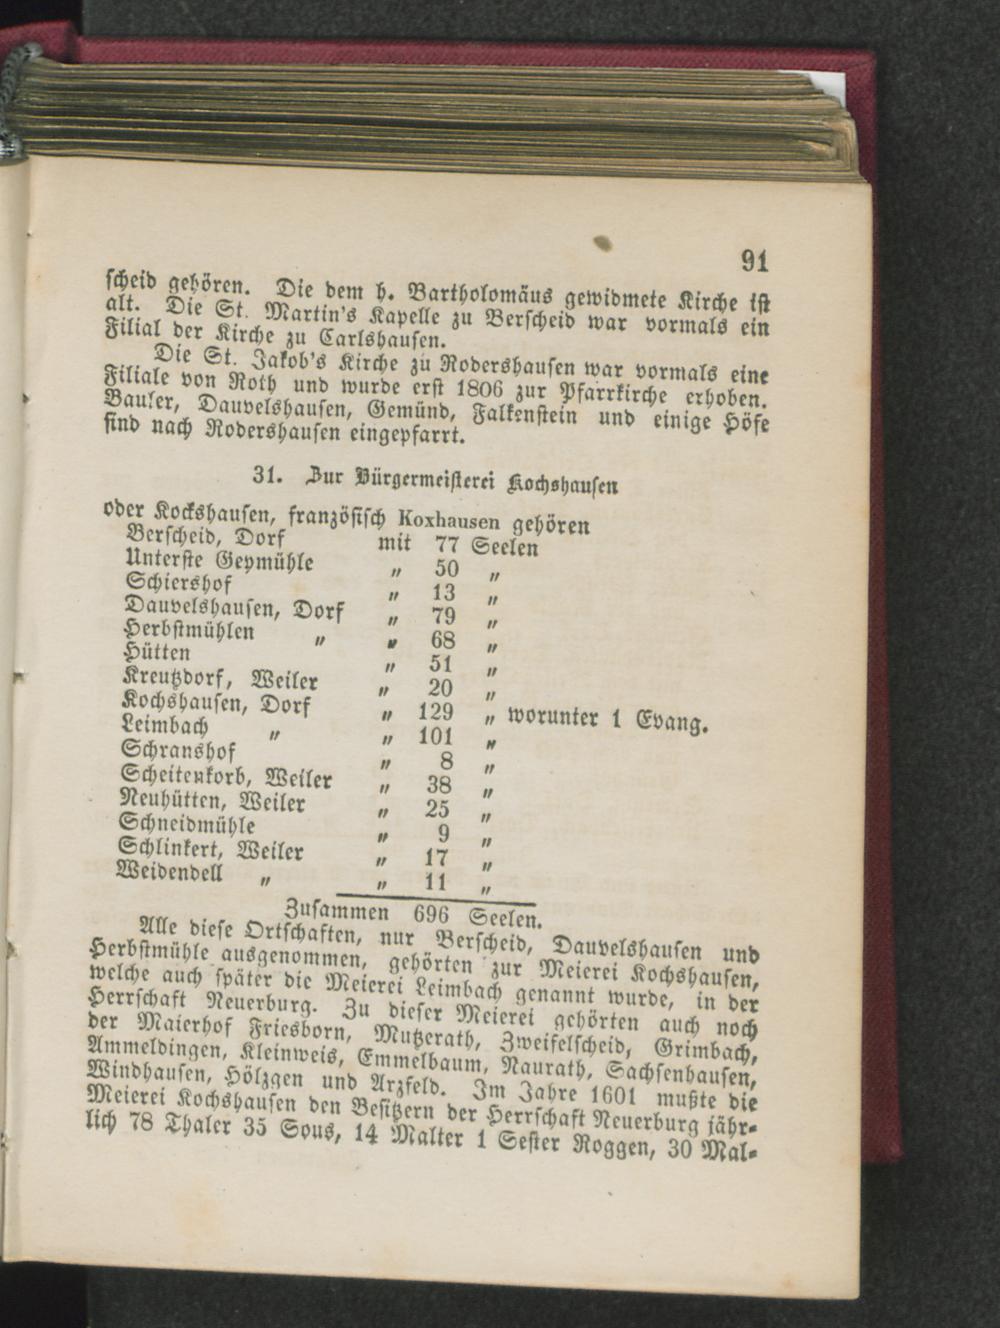 91
scheid gehören. Die dem h. Bartholomäus gewidmete Kirche ist
alt. Die St. Martin's Kapelle zu Berscheid war vormals ein
Filial der Kirche zu Carlshausen.
Die St. Jakob's Kirche zu Rodershausen war vormals eine
Filiale von Roth und wurde erst 1806 zur Pfarrkirche erhoben.
Bauler, Dauvelshausen, Gemünd, Falkenstein und einige Höfe
sind nach Rodershausen eingepfarrt.
31. Zur Bürgermeisterei Kochshausen
oder Kockshausen, französisch Koxhausen gehören
Berscheid, Dorf mit 77 Seelen
Unterste Geymühle „ 50 „
Schiershof „ 13 „
Dauvelshausen, Dorf „ 79 „
Herbstmühlen „ „ 68 „
Hütten „ 51 „
Kreutzdorf, Weiler „ 20 „
Kochshausen, Dorf „ 129 „ worunter 1 Evang.
Leimbach „ „ 101 „
Schranshof „ 8 „
Scheitenkorb, Weiler „ 38 „
Neuhütten, Weiler „ 25 „
Schneidmühle „ 9 „
Schlinkert, Weiler „ 17 „
Weidendell „ „ 11 „
Zusammen 696 Seelen.
Alle diese Ortschaften, nur Berscheid, Dauvelshausen und
Herbstmühle ausgenommen, gehörten zur Meierei Kochshausen,
welche auch später die Meierei Leimbach genannt wurde, in der
Herrschaft Neuerburg. Zu dieser Meierei gehörten auch noch
der Maierhof Friesborn, Mutzerath, Zweifelscheid, Grimbach,
Ammeldingen, Kleinweis, Emmelbaum, Naurath, Sachsenhausen,
Windhausen, Hölzgen und Arzfeld. Im Jahre 1601 mußte die
Meierei Kochshausen den Besitzern der Herrschaft Neuerburg jähr-
lich 78 Thaler 35 Sous, 14 Malter 1 Sester Roggen, 30 Mal-